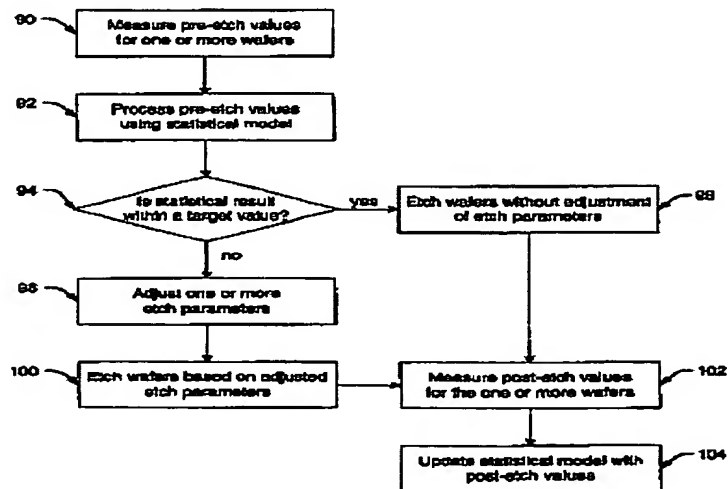 90
Measure pre-etch values
for one or more wafers
92
Process pre-etch values
using statistical model
94
Is statistical result
within a target value?
yes
98
Etch wafers without adjustment
of etch parameters
no
Adjust one or more
etch parameters
100
Etch wafers based on adjusted
etch parameters
102
Measure post-etch values
for the one or more wafers
104
Update statistical model with
post-etch values